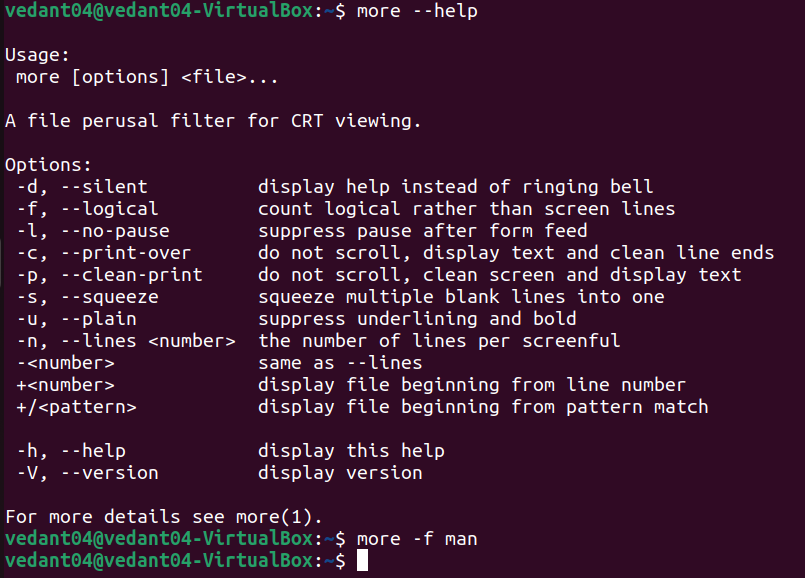 vedant04@vedant04-VirtualBox:~$ more --help
Usage:
more [options] <file>...
A file perusal filter for CRT viewing.
Options:
-d, --silent display help instead of ringing bell
-f, --logical count logical rather than screen lines
-l, --no-pause suppress pause after form feed
-c, --print-over do not scroll, display text and clean line ends
-p, --clean-print do not scroll, clean screen and display text
-s, --squeeze squeeze multiple blank lines into one
-u, --plain suppress underlining and bold
-n, --lines <number> the number of lines per screenful
-<number> same as --lines
+<number> display file beginning from line number
+/<pattern> display file beginning from pattern match
-h, --help display this help
-V, --version display version
For more details see more(1).
vedant04@vedant04-VirtualBox:~$ more -f man
vedant04@vedant04-VirtualBox:~$